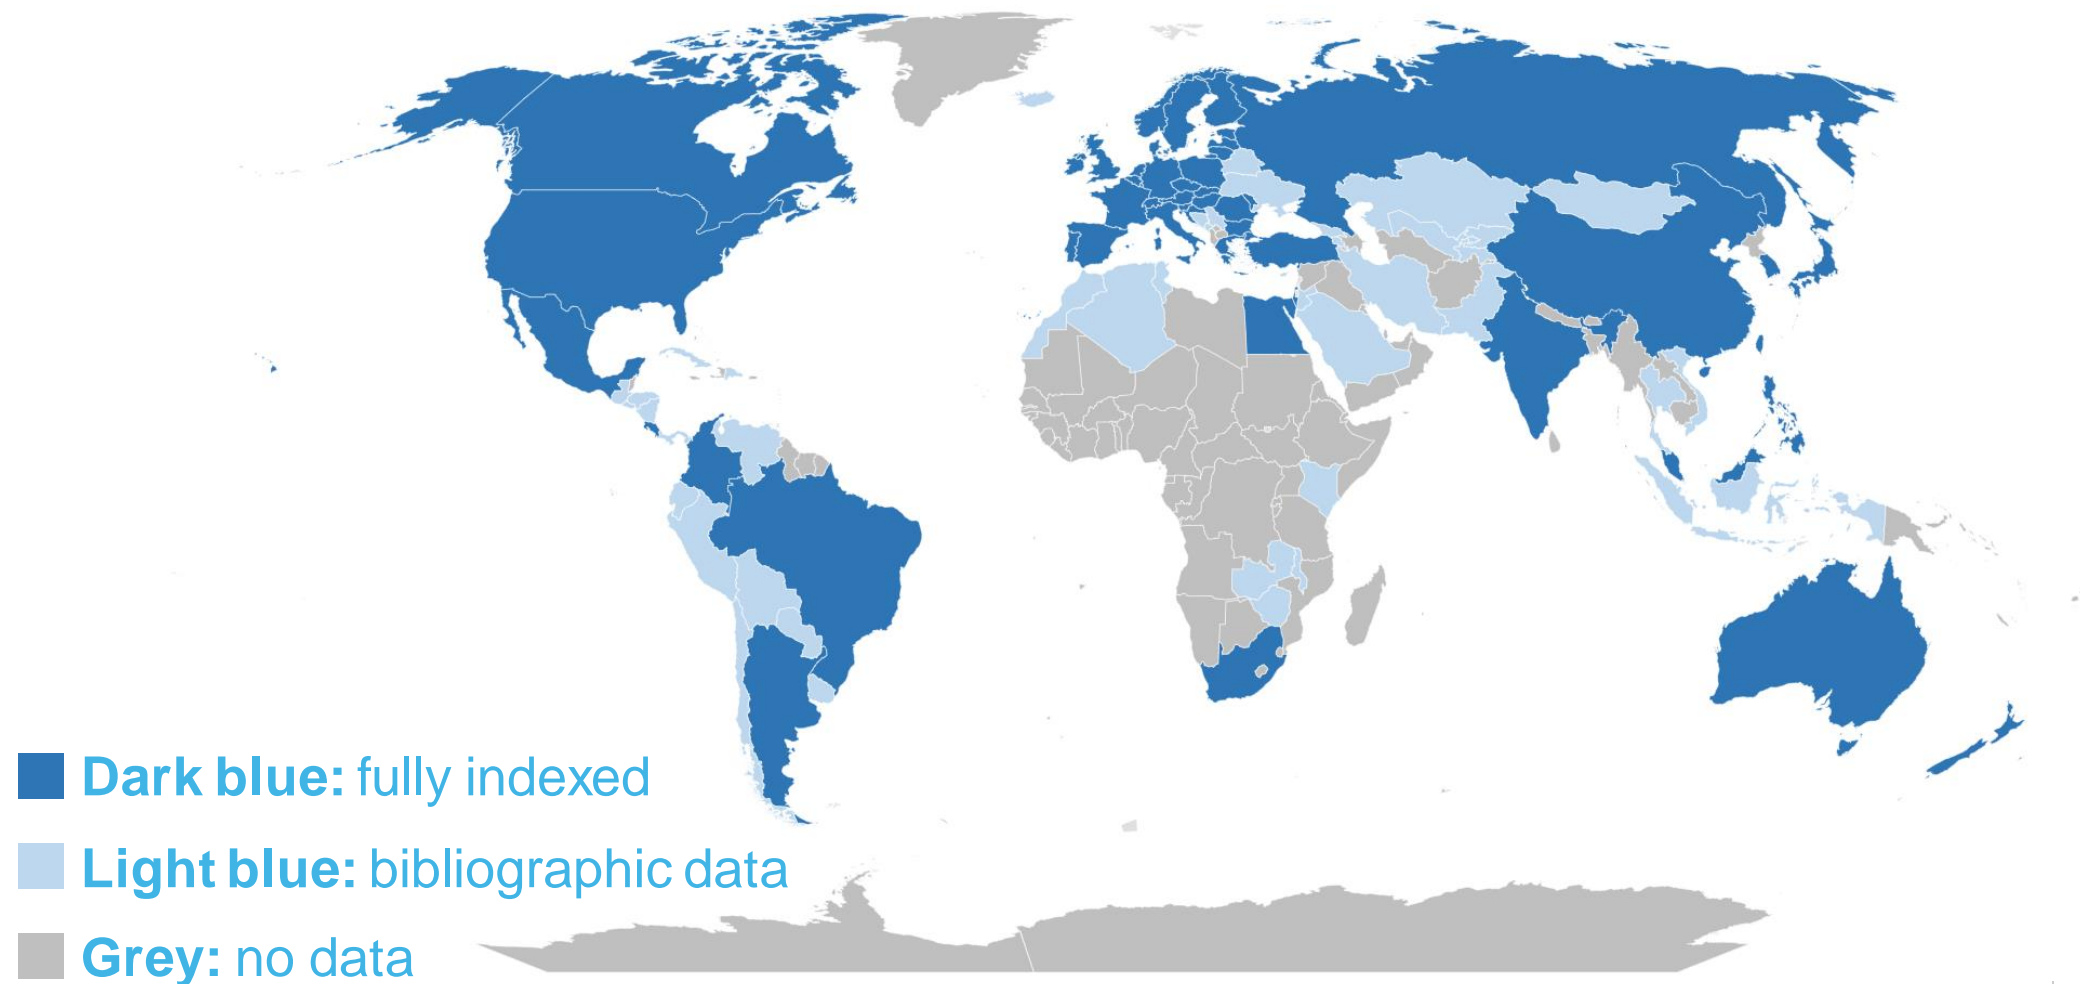 Dark blue: fully indexed
Light blue: bibliographic data
Grey: no data